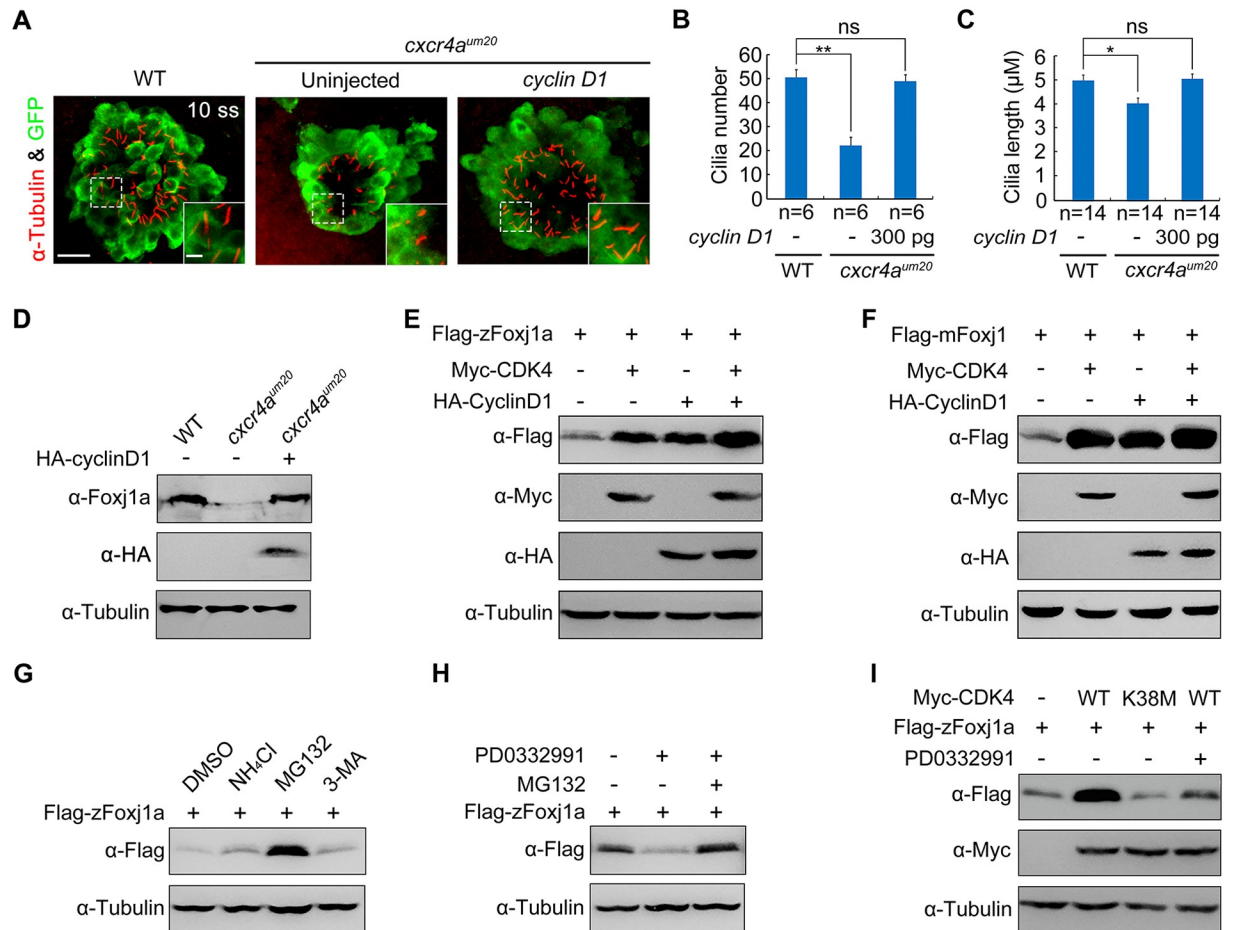 A
cxcr4a^um20
WT
Uninjected
cyclin D1
α-Tubulin & GFP
10 ss
B
ns
**
Cilia number
60
50
40
30
20
10
0
n=6 n=6 n=6
cyclin D1 - - 300 pg
WT cxcr4a^um20
C
ns
*
Cilia length (µM)
6
5
4
3
2
1
0
n=14 n=14 n=14
cyclin D1 - - 300 pg
WT cxcr4a^um20
D
WT cxcr4a^um20 cxcr4a^um20
HA-cyclinD1 - - +
α-Foxj1a
α-HA
α-Tubulin
E
Flag-zFoxj1a + + + +
Myc-CDK4 - + - +
HA-CyclinD1 - - + +
α-Flag
α-Myc
α-HA
α-Tubulin
F
Flag-mFoxj1 + + + +
Myc-CDK4 - + - +
HA-CyclinD1 - - + +
α-Flag
α-Myc
α-HA
α-Tubulin
G
DMSO NH₄Cl MG132 3-MA
Flag-zFoxj1a + + + +
α-Flag
α-Tubulin
H
PD0332991 - + +
MG132 - - +
Flag-zFoxj1a + + +
α-Flag
α-Tubulin
I
Myc-CDK4 - WT K38M WT
Flag-zFoxj1a + + + +
PD0332991 - - - +
α-Flag
α-Myc
α-Tubulin